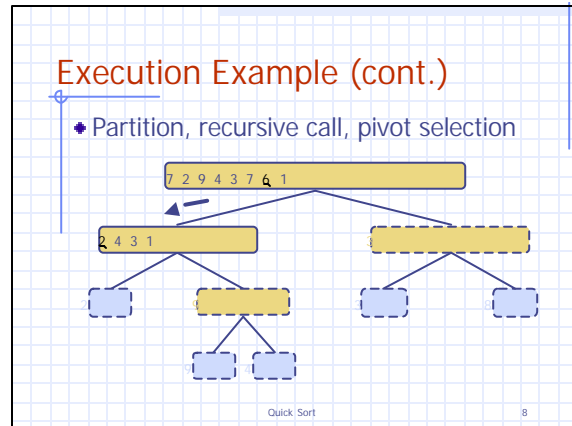 Execution Example (cont.)
Partition, recursive call, pivot selection
7 2 9 4 3 7 6 1
2 4 3 1
Quick Sort 8